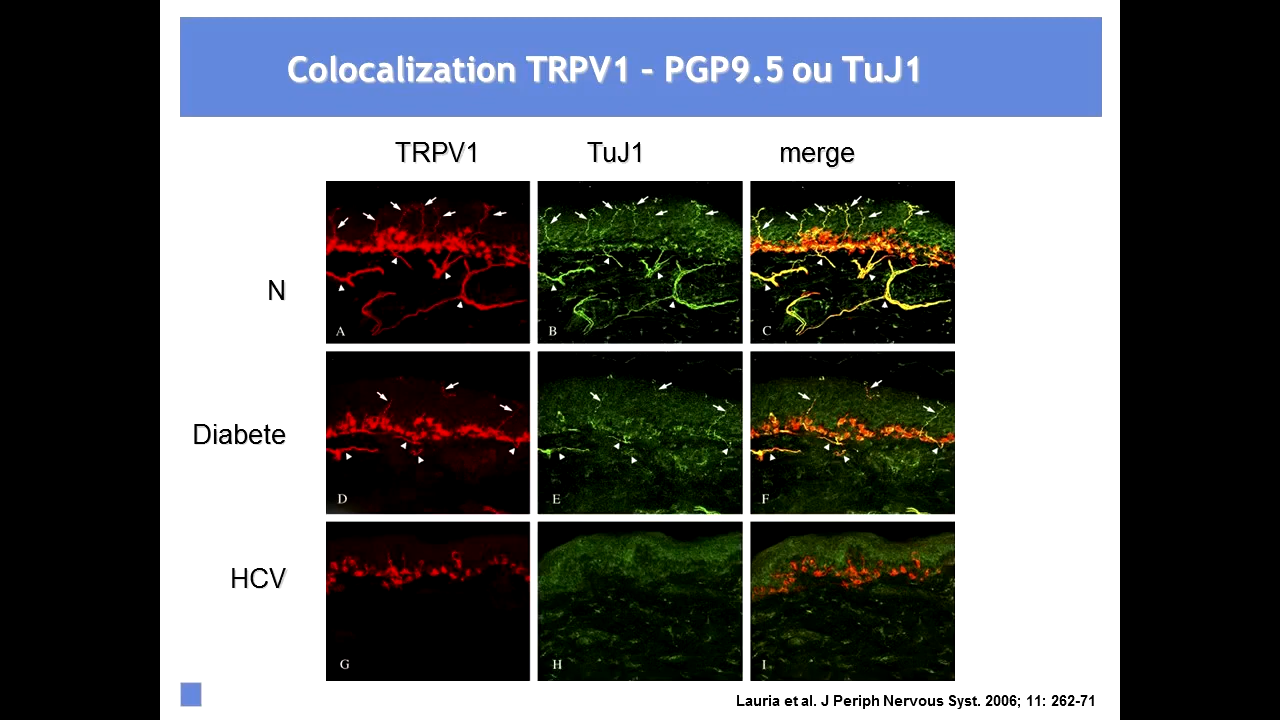 Colocalization TRPV1 - PGP9.5 ou TuJ1
TRPV1 TuJ1 merge
N
A B C
Diabete
D E F
HCV
G H I
Lauria et al. J Periph Nervous Syst. 2006; 11: 262-71